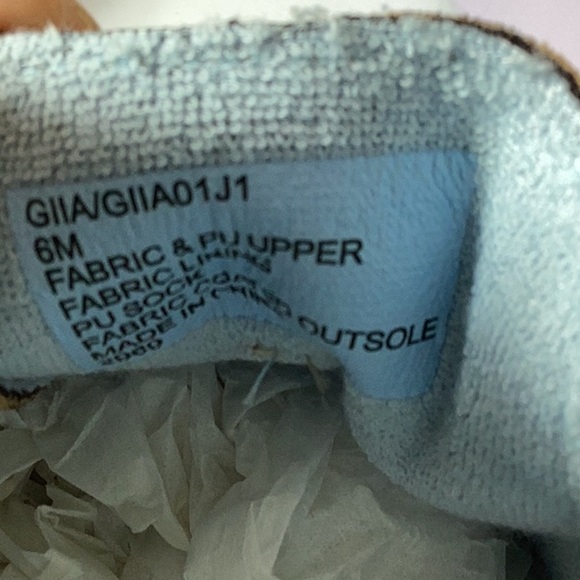 GIIA/GIIA01J1
6M
FABRIC & PU UPPER
FABRIC LINING
PU SOCK
FABRIC OUTSOLE
MADE IN CHINA